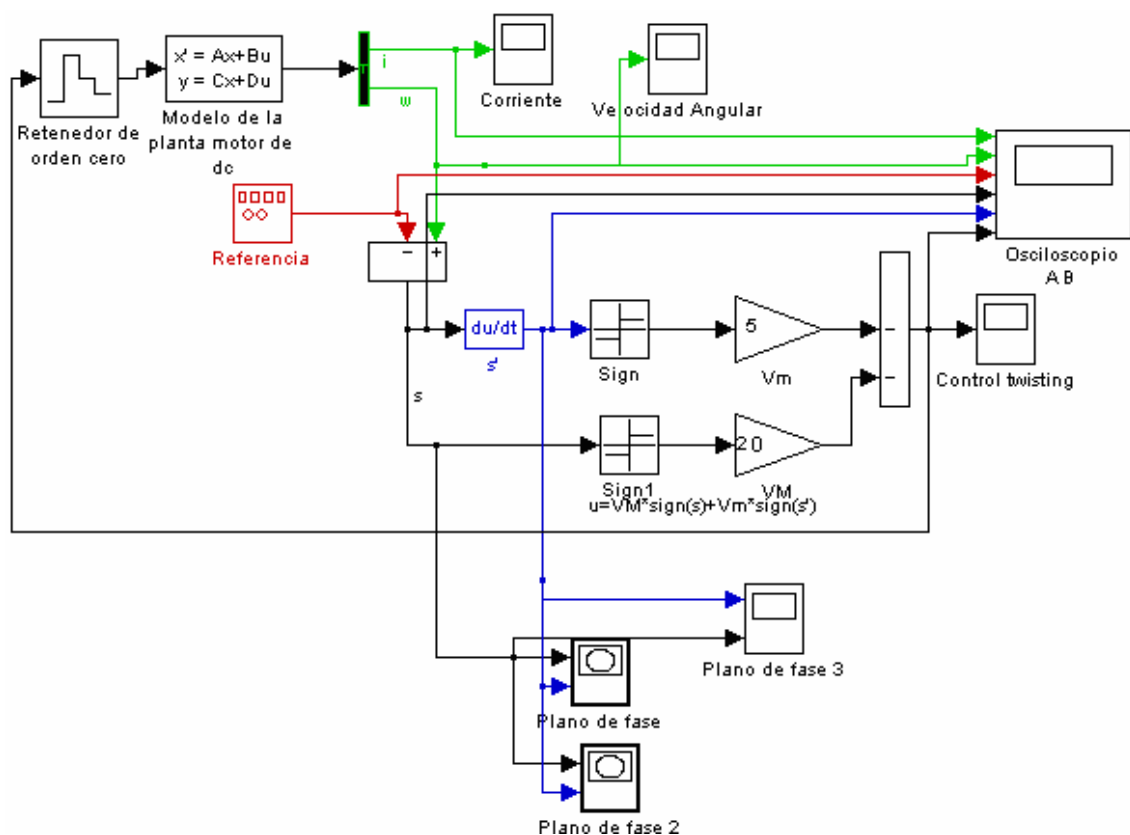 x' = Ax+Bu
y = Cx+Du
i
w
Corriente
Velocidad Angular
Retenedor de
orden cero
Modelo de la
planta motor de
dc
Referencia
−
+
Osciloscopio
A B
du/dt
s'
s
Sign
5
Vm
−
−
Control twisting
Sign1
20
VM
u=VM*sign(s)+Vm*sign(s')
Plano de fase 3
Plano de fase
Plano de fase 2